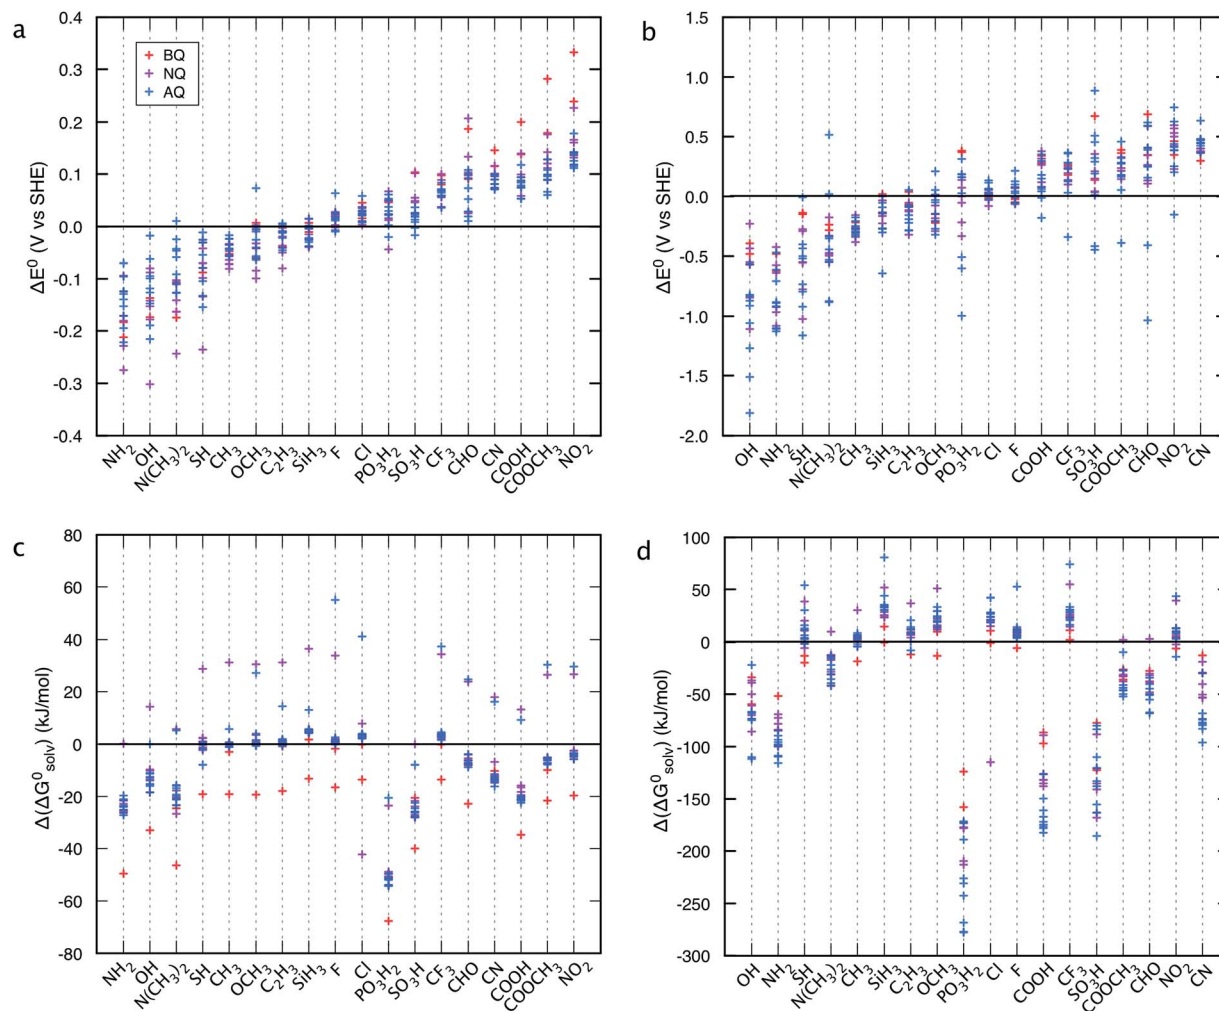 a
ΔE⁰ (V vs SHE)
0.4
0.3
0.2
0.1
0.0
-0.1
-0.2
-0.3
-0.4
BQ
NQ
AQ
NH₂
OH
N(CH₃)₂
SH
CH₃
OCH₃
C₂H₃
SiH₃
F
Cl
PO₃H₂
SO₃H
CF₃
CHO
CN
COOH
COOCH₃
NO₂
b
ΔE⁰ (V vs SHE)
1.5
1.0
0.5
0.0
-0.5
-1.0
-1.5
-2.0
OH
NH₂
SH
N(CH₃)₂
CH₃
SiH₃
C₂H₃
OCH₃
PO₃H₂
Cl
F
COOH
CF₃
SO₃H
COOCH₃
CHO
NO₂
CN
c
Δ(ΔG⁰solv) (kJ/mol)
80
60
40
20
0
-20
-40
-60
-80
NH₂
OH
N(CH₃)₂
SH
CH₃
OCH₃
C₂H₃
SiH₃
F
Cl
PO₃H₂
SO₃H
CF₃
CHO
CN
COOH
COOCH₃
NO₂
d
Δ(ΔG⁰solv) (kJ/mol)
100
50
0
-50
-100
-150
-200
-250
-300
OH
NH₂
SH
N(CH₃)₂
CH₃
SiH₃
C₂H₃
OCH₃
PO₃H₂
Cl
F
COOH
CF₃
SO₃H
COOCH₃
CHO
NO₂
CN